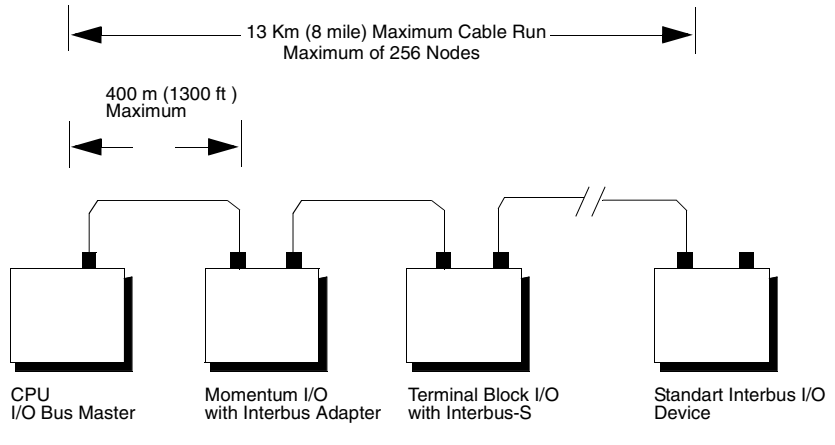 13 Km (8 mile) Maximum Cable Run
Maximum of 256 Nodes
400 m (1300 ft )
Maximum
CPU
I/O Bus Master
Momentum I/O
with Interbus Adapter
Terminal Block I/O
with Interbus-S
Standart Interbus I/O
Device